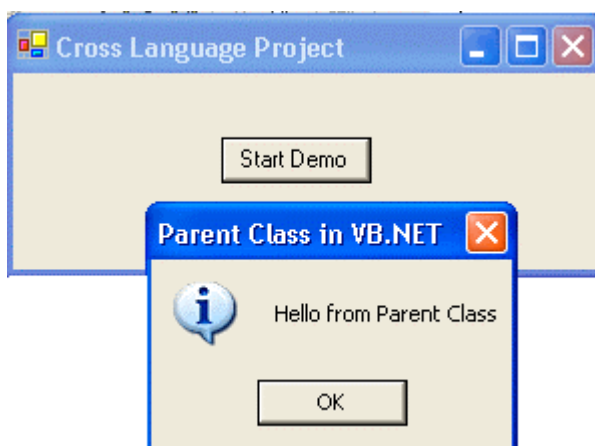 Cross Language Project
Start Demo
Parent Class in VB.NET
Hello from Parent Class
OK